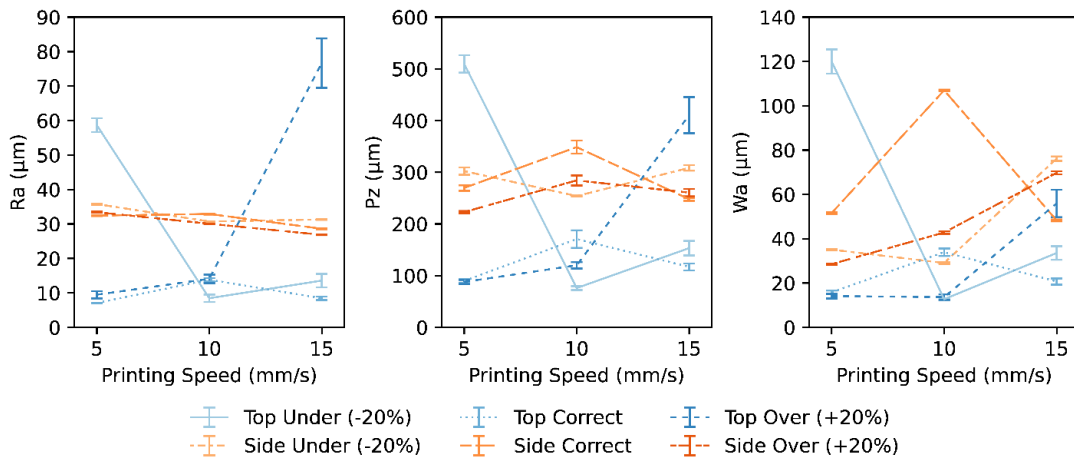 90
80
70
60
50
40
30
20
10
0
Ra (µm)
5 10 15
Printing Speed (mm/s)
600
500
400
300
200
100
0
Pz (µm)
5 10 15
Printing Speed (mm/s)
140
120
100
80
60
40
20
0
Wa (µm)
5 10 15
Printing Speed (mm/s)
Top Under (-20%) Top Correct Top Over (+20%)
Side Under (-20%) Side Correct Side Over (+20%)